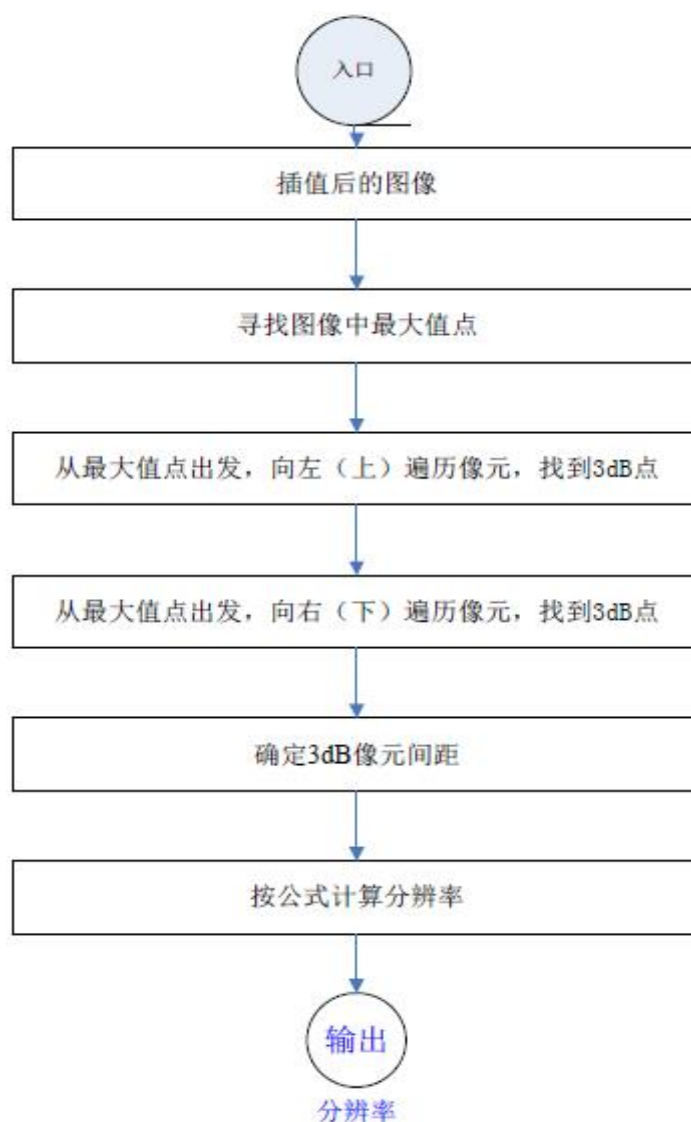 入口
插值后的图像
寻找图像中最大值点
从最大值点出发，向左（上）遍历像元，找到3dB点
从最大值点出发，向右（下）遍历像元，找到3dB点
确定3dB像元间距
按公式计算分辨率
输出
分辨率